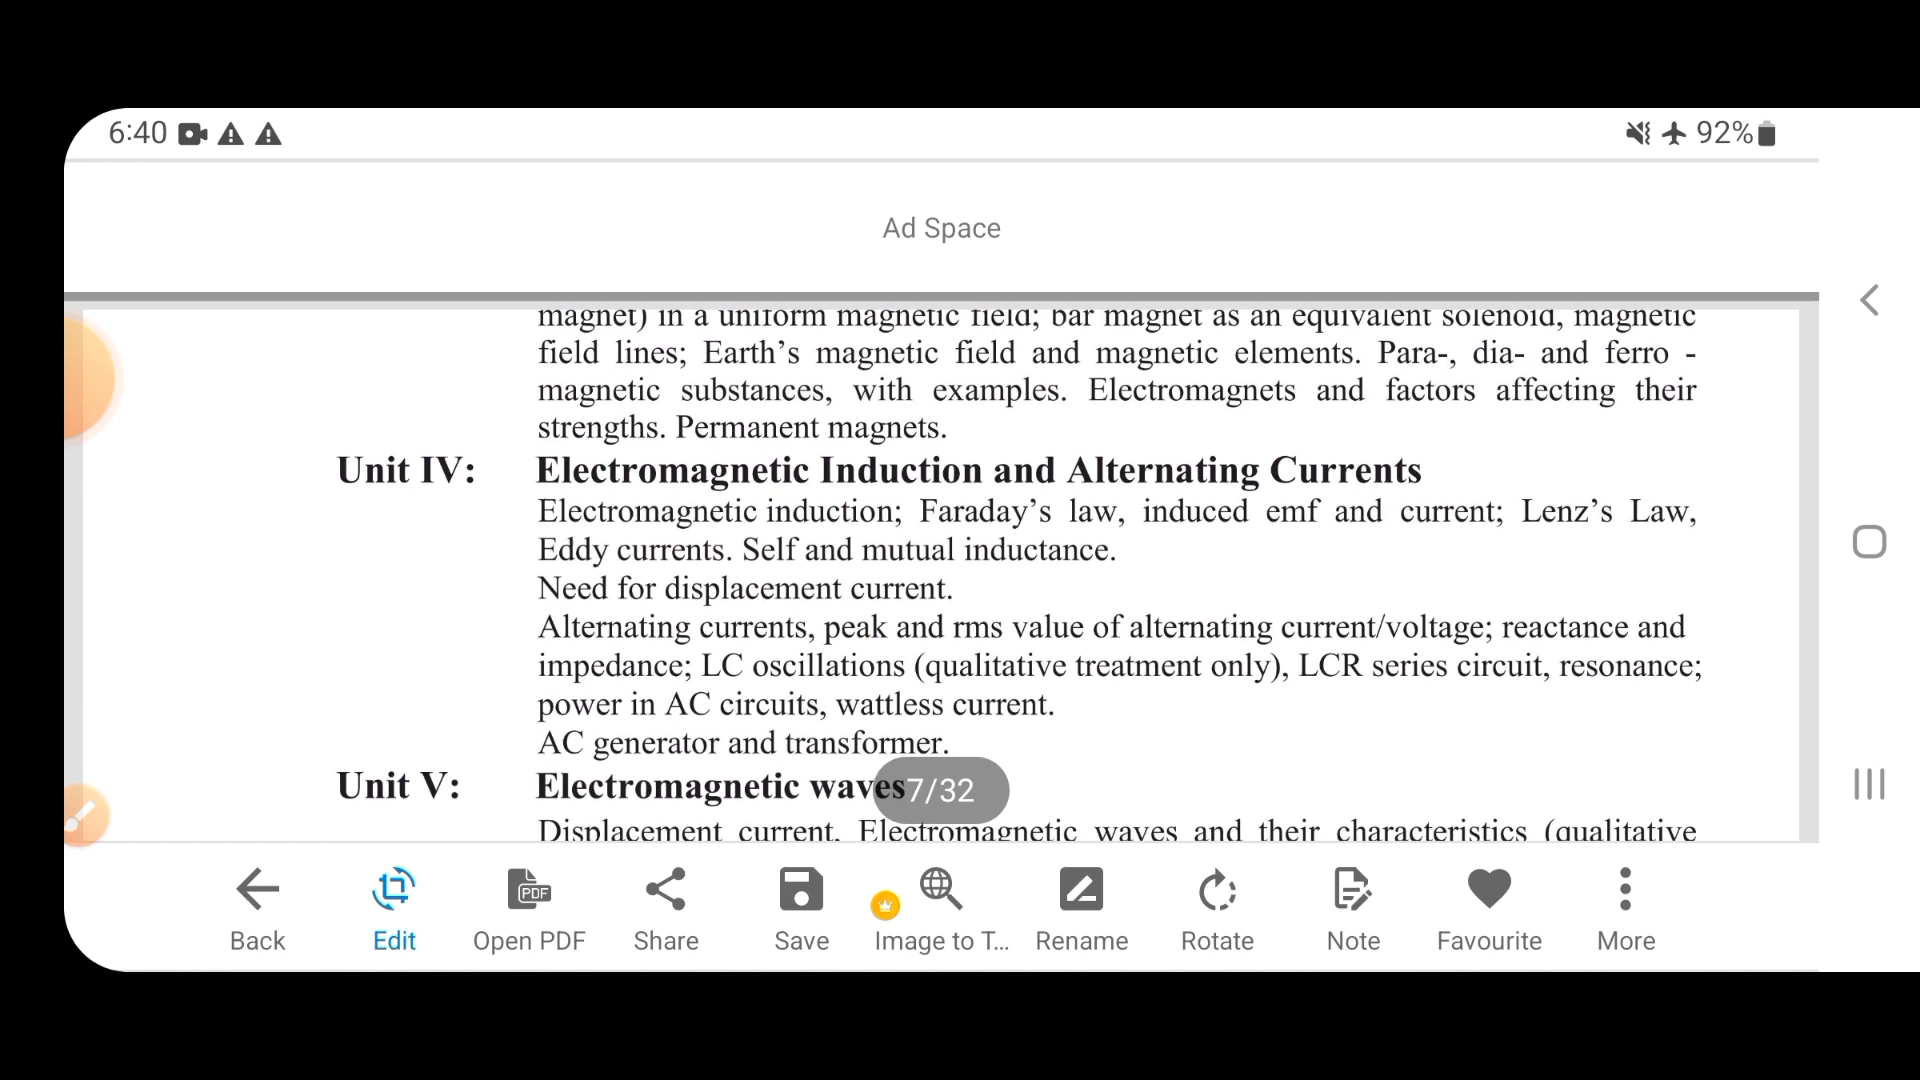 6:40
92%
Ad Space
magnet) in a uniform magnetic field; bar magnet as an equivalent solenoid, magnetic
field lines; Earth's magnetic field and magnetic elements. Para-, dia- and ferro -
magnetic substances, with examples. Electromagnets and factors affecting their
strengths. Permanent magnets.
Unit IV: Electromagnetic Induction and Alternating Currents
Electromagnetic induction; Faraday's law, induced emf and current; Lenz's Law,
Eddy currents. Self and mutual inductance.
Need for displacement current.
Alternating currents, peak and rms value of alternating current/voltage; reactance and
impedance; LC oscillations (qualitative treatment only), LCR series circuit, resonance;
power in AC circuits, wattless current.
AC generator and transformer.
Unit V: Electromagnetic waves
7/32
Displacement current, Electromagnetic waves and their characteristics (qualitative
PDF
Back Edit Open PDF Share Save Image to T... Rename Rotate Note Favourite More